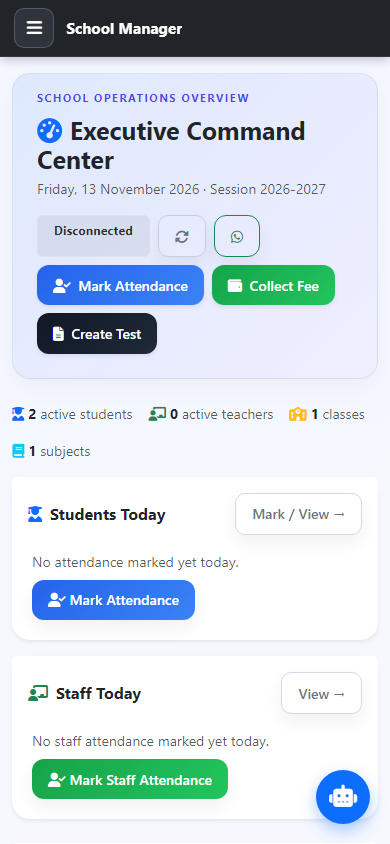 School Manager
SCHOOL OPERATIONS OVERVIEW
Executive Command
Center
Friday, 13 November 2026 · Session 2026-2027
Disconnected
Mark Attendance
Collect Fee
Create Test
2 active students 0 active teachers 1 classes
1 subjects
Students Today
Mark / View →
No attendance marked yet today.
Mark Attendance
Staff Today
View →
No staff attendance marked yet today.
Mark Staff Attendance